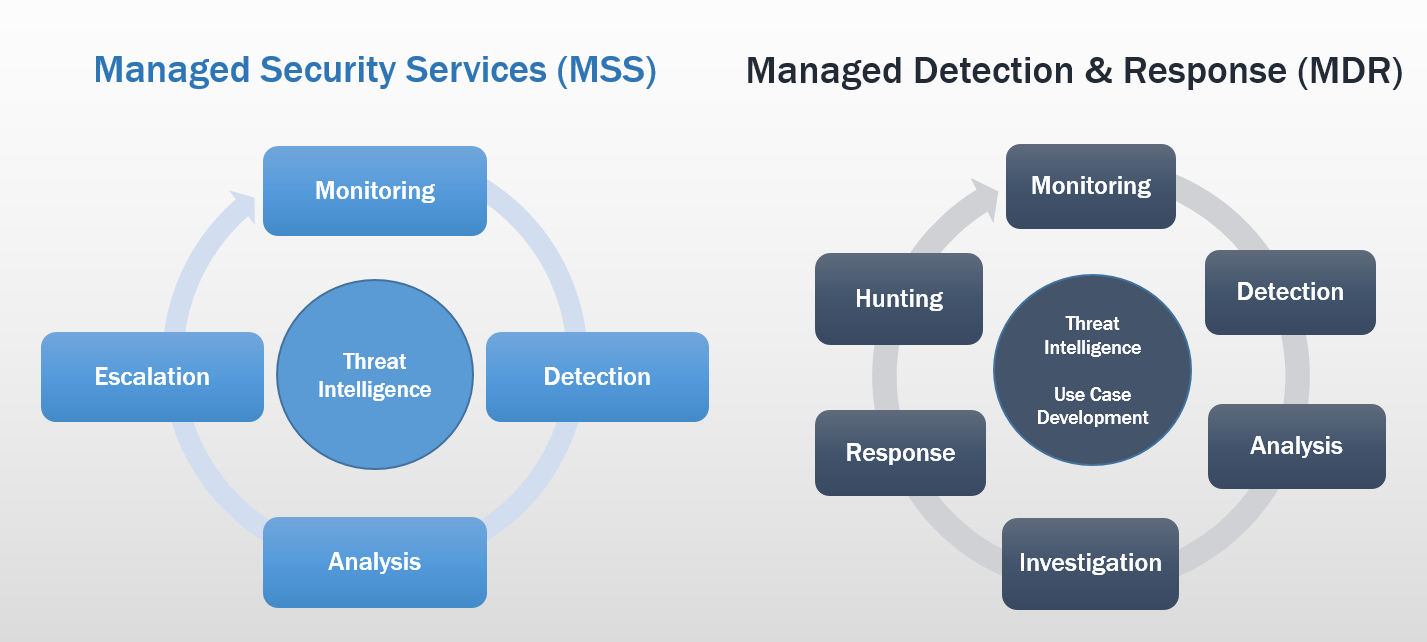 Managed Security Services (MSS)
Monitoring
Detection
Analysis
Escalation
Threat
Intelligence
Managed Detection & Response (MDR)
Monitoring
Detection
Analysis
Investigation
Response
Hunting
Threat
Intelligence
Use Case
Development